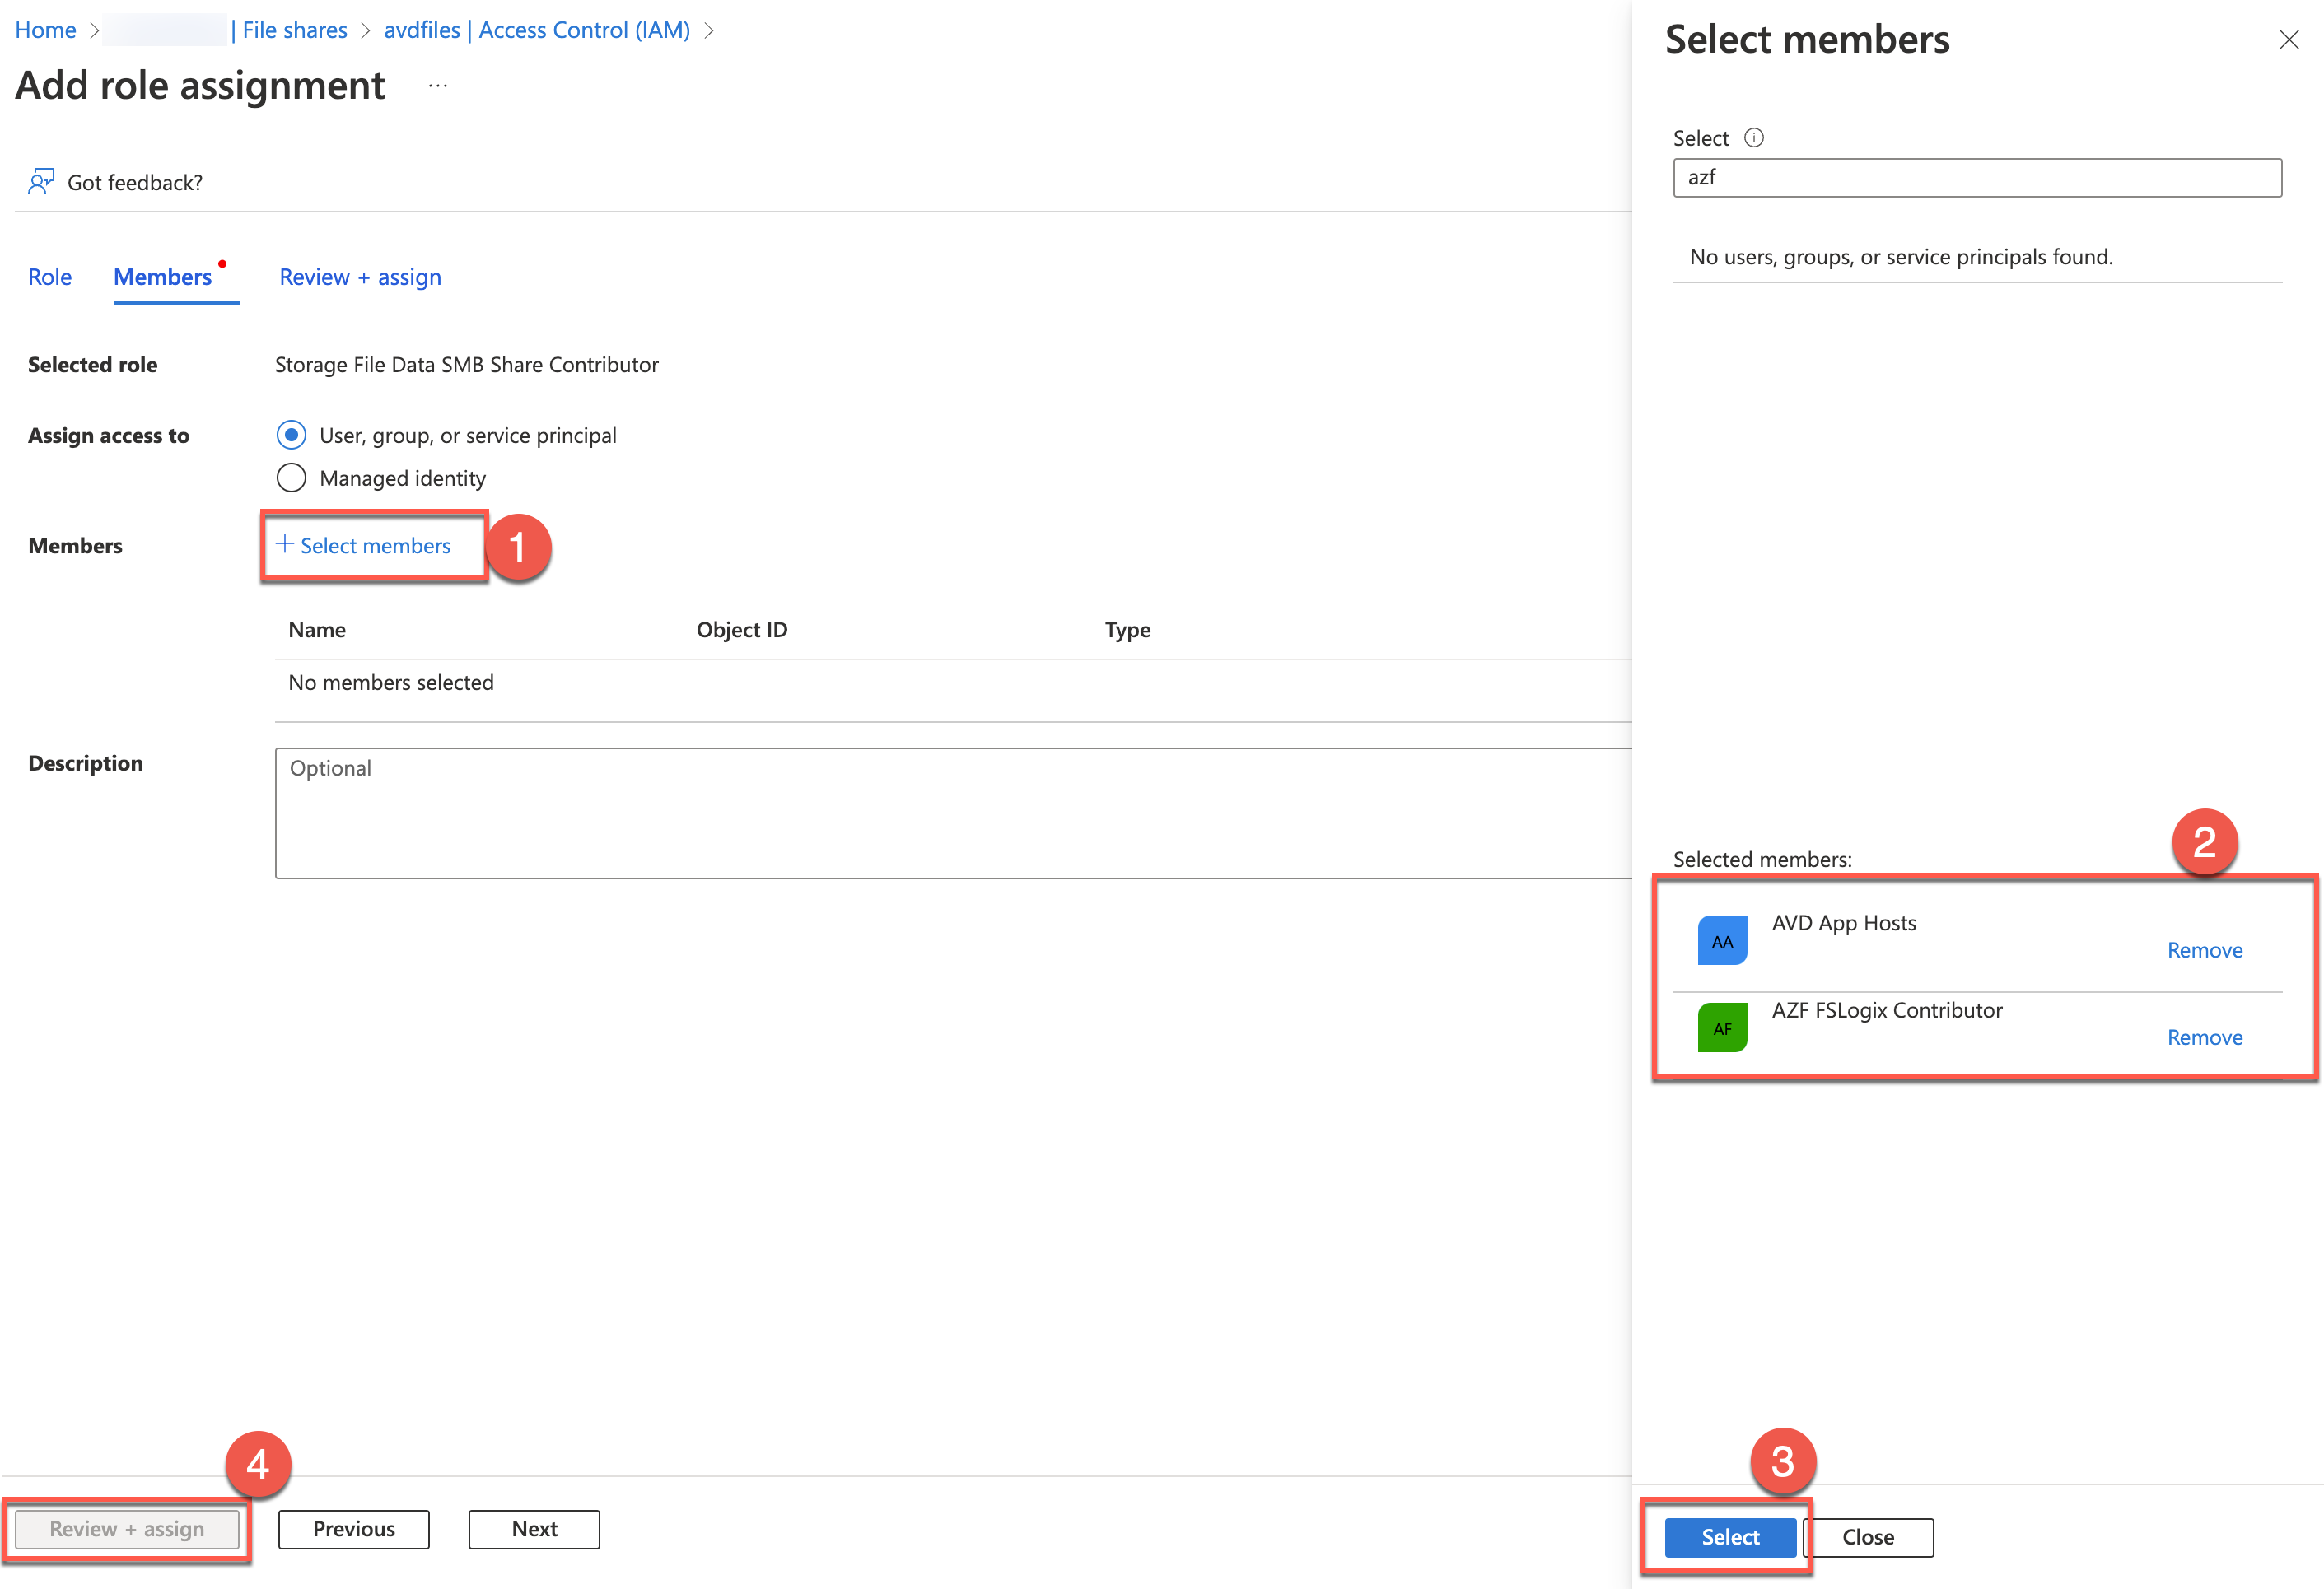 Home > | File shares > avdfiles | Access Control (IAM) >
Add role assignment ...
Got feedback?
Role Members Review + assign
Selected role Storage File Data SMB Share Contributor
Assign access to User, group, or service principal
Managed identity
Members + Select members 1
Name Object ID Type
No members selected
Description Optional
4
Review + assign Previous Next
Select members
Select
azf
No users, groups, or service principals found.
2
Selected members:
AA AVD App Hosts
Remove
AF AZF FSLogix Contributor
Remove
3
Select Close